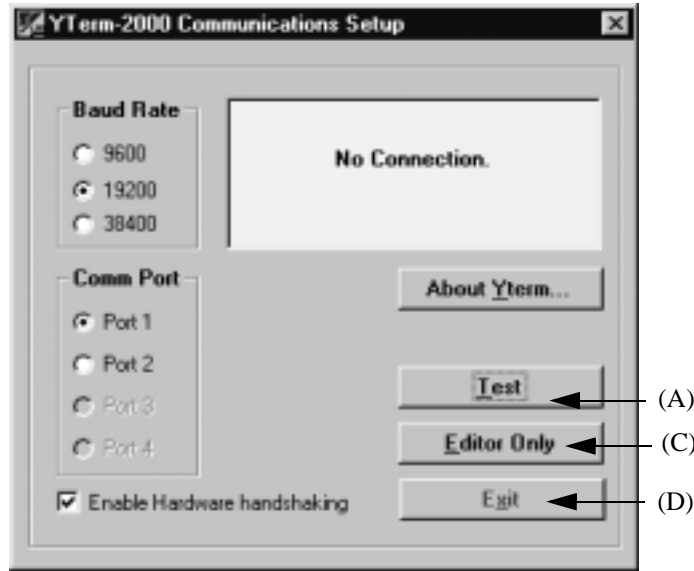 YTerm-2000 Communications Setup
Baud Rate
9600
19200
38400
No Connection.
Comm Port
Port 1
Port 2
Port 3
Port 4
About Yterm...
Test
(A)
Editor Only
(C)
Exit
(D)
Enable Hardware handshaking